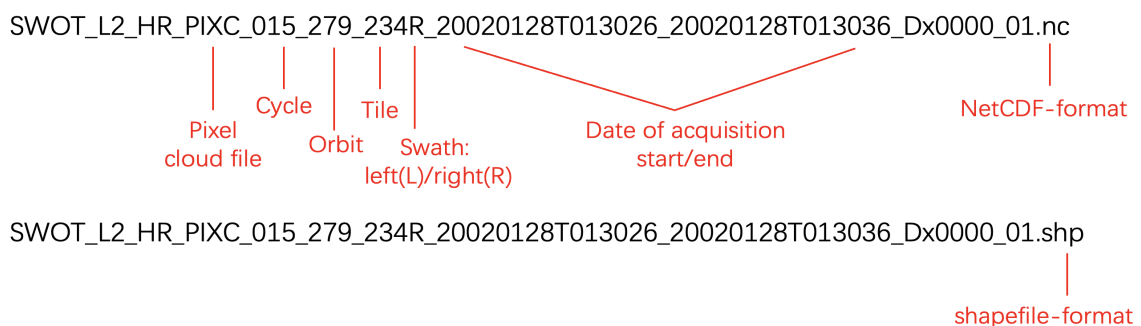 SWOT_L2_HR_PIXC_015_279_234R_20020128T013026_20020128T013036_Dx0000_01.nc
Pixel
cloud file
Cycle
Orbit
Tile
Swath:
left(L)/right(R)
Date of acquisition
start/end
NetCDF-format
SWOT_L2_HR_PIXC_015_279_234R_20020128T013026_20020128T013036_Dx0000_01.shp
shapefile-format